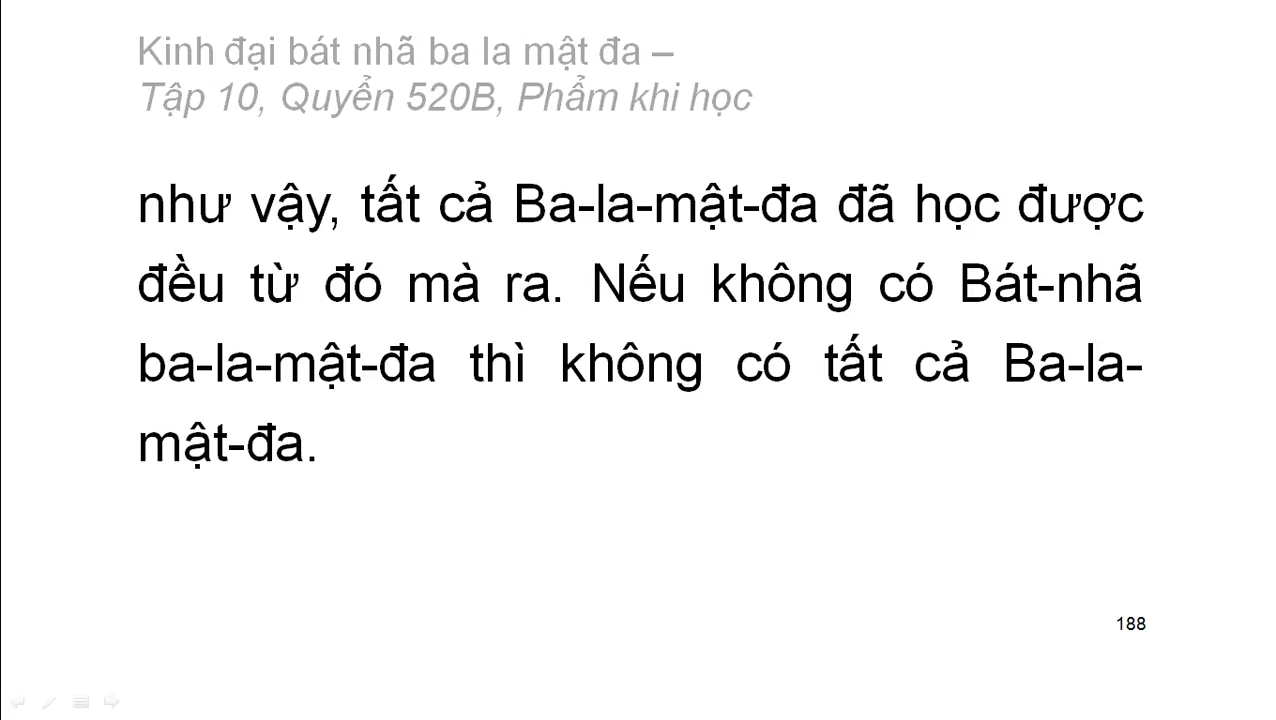 Kinh đại bát nhã ba la mật đa –
Tập 10, Quyển 520B, Phẩm khi học
như vậy, tất cả Ba-la-mật-đa đã học được
đều từ đó mà ra. Nếu không có Bát-nhã
ba-la-mật-đa thì không có tất cả Ba-la-
mật-đa.
188